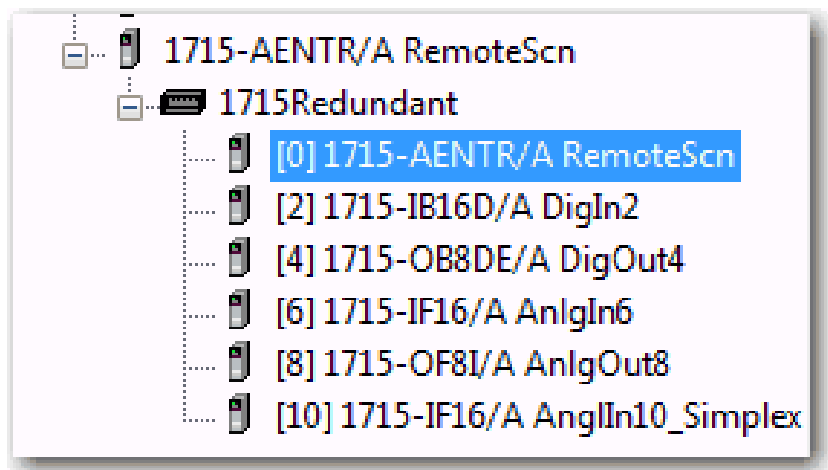 1715-AENTR/A RemoteScn
1715Redundant
[0] 1715-AENTR/A RemoteScn
[2] 1715-IB16D/A DigIn2
[4] 1715-OB8DE/A DigOut4
[6] 1715-IF16/A AnlgIn6
[8] 1715-OF8I/A AnlgOut8
[10] 1715-IF16/A AnglIn10_Simplex